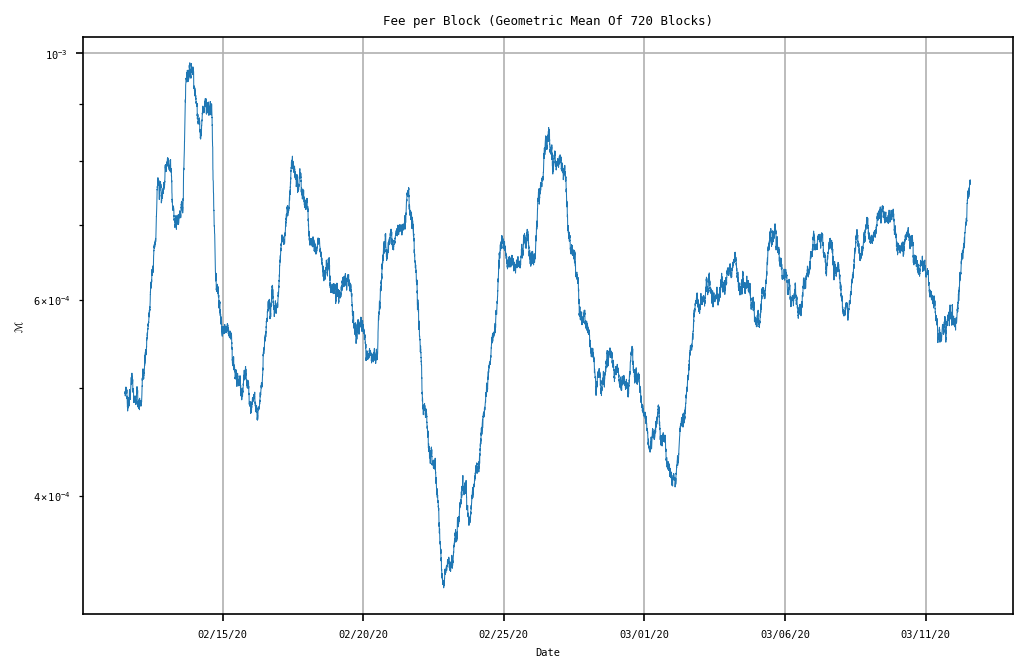 Fee per Block (Geometric Mean Of 720 Blocks)
10⁻³
6×10⁻⁴
4×10⁻⁴
ℳ
02/15/20 02/20/20 02/25/20 03/01/20 03/06/20 03/11/20
Date